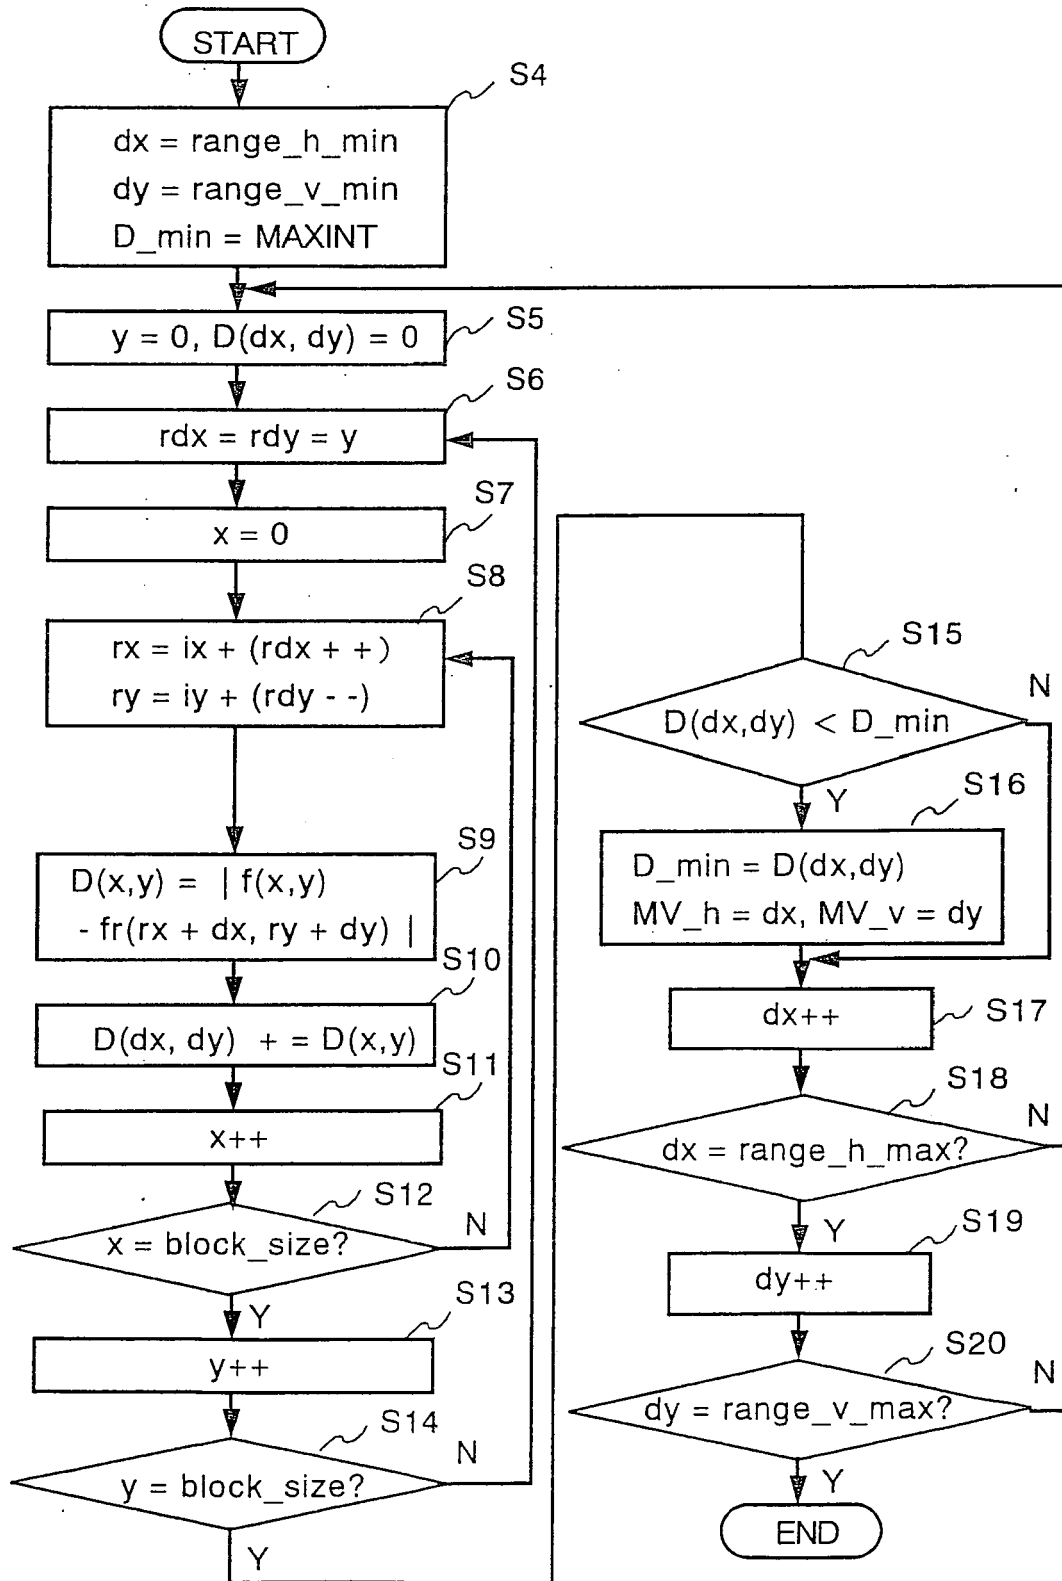 START
S4
dx = range_h_min
dy = range_v_min
D_min = MAXINT
S5
y = 0, D(dx, dy) = 0
S6
rdx = rdy = y
S7
x = 0
S8
rx = ix + (rdx + +)
ry = iy + (rdy - -)
S9
D(x,y) = | f(x,y)
- fr(rx + dx, ry + dy) |
S10
D(dx, dy) + = D(x,y)
S11
x++
S12
x = block_size?
N
Y
S13
y++
S14
y = block_size?
N
Y
S15
D(dx,dy) < D_min
N
Y
S16
D_min = D(dx,dy)
MV_h = dx, MV_v = dy
S17
dx++
S18
dx = range_h_max?
N
Y
S19
dy++
S20
dy = range_v_max?
N
Y
END